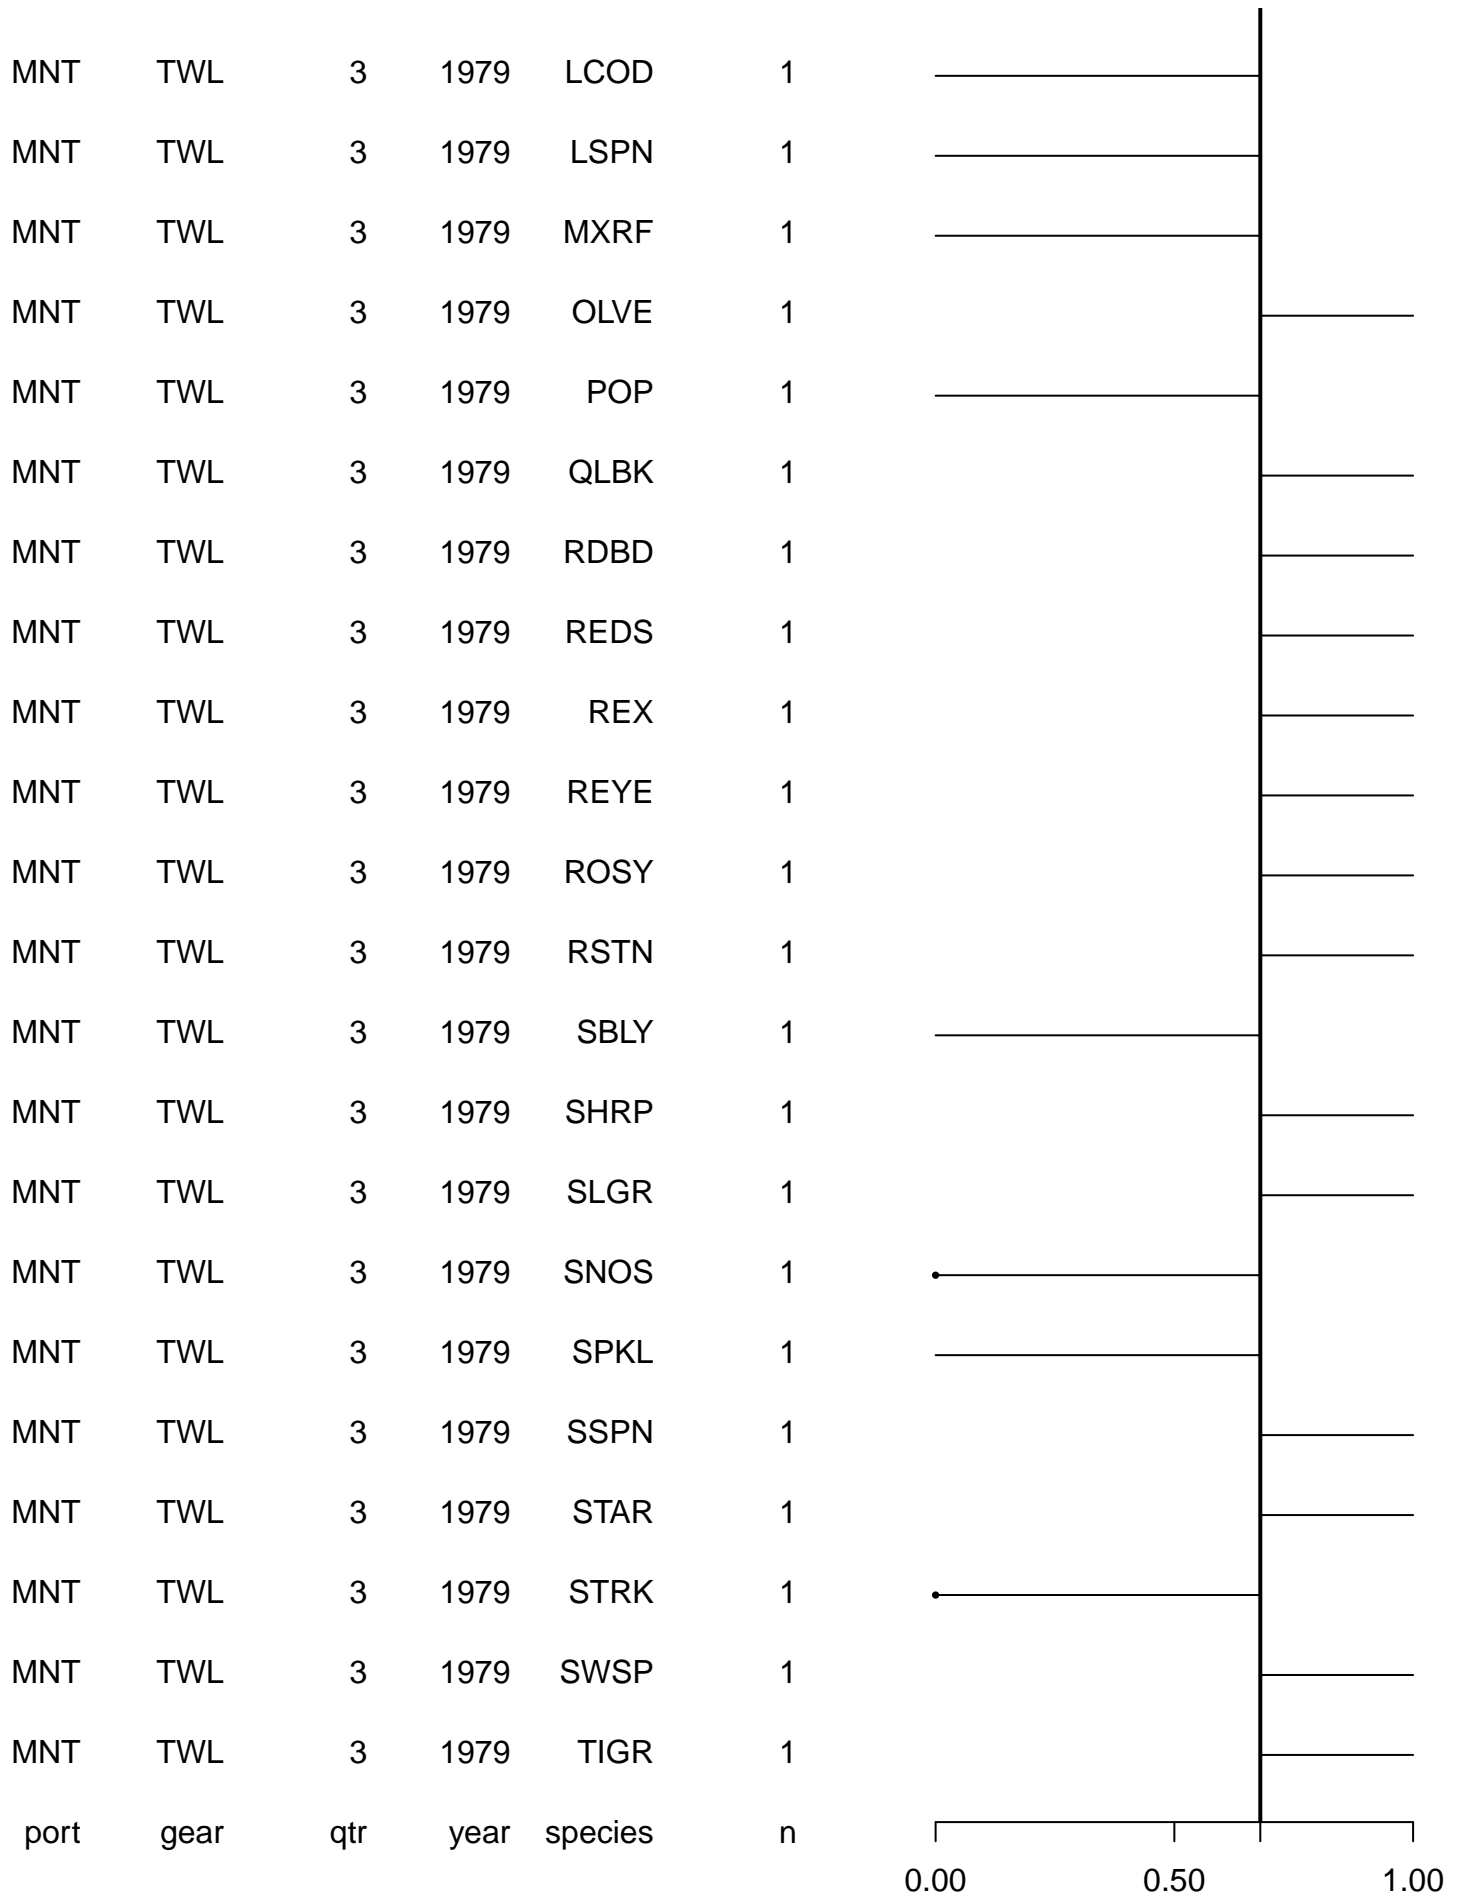 MNT TWL 3 1979 LCOD 1
MNT TWL 3 1979 LSPN 1
MNT TWL 3 1979 MXRF 1
MNT TWL 3 1979 OLVE 1
MNT TWL 3 1979 POP 1
MNT TWL 3 1979 QLBK 1
MNT TWL 3 1979 RDBD 1
MNT TWL 3 1979 REDS 1
MNT TWL 3 1979 REX 1
MNT TWL 3 1979 REYE 1
MNT TWL 3 1979 ROSY 1
MNT TWL 3 1979 RSTN 1
MNT TWL 3 1979 SBLY 1
MNT TWL 3 1979 SHRP 1
MNT TWL 3 1979 SLGR 1
MNT TWL 3 1979 SNOS 1
MNT TWL 3 1979 SPKL 1
MNT TWL 3 1979 SSPN 1
MNT TWL 3 1979 STAR 1
MNT TWL 3 1979 STRK 1
MNT TWL 3 1979 SWSP 1
MNT TWL 3 1979 TIGR 1
port gear qtr year species n
0.00 0.50 1.00